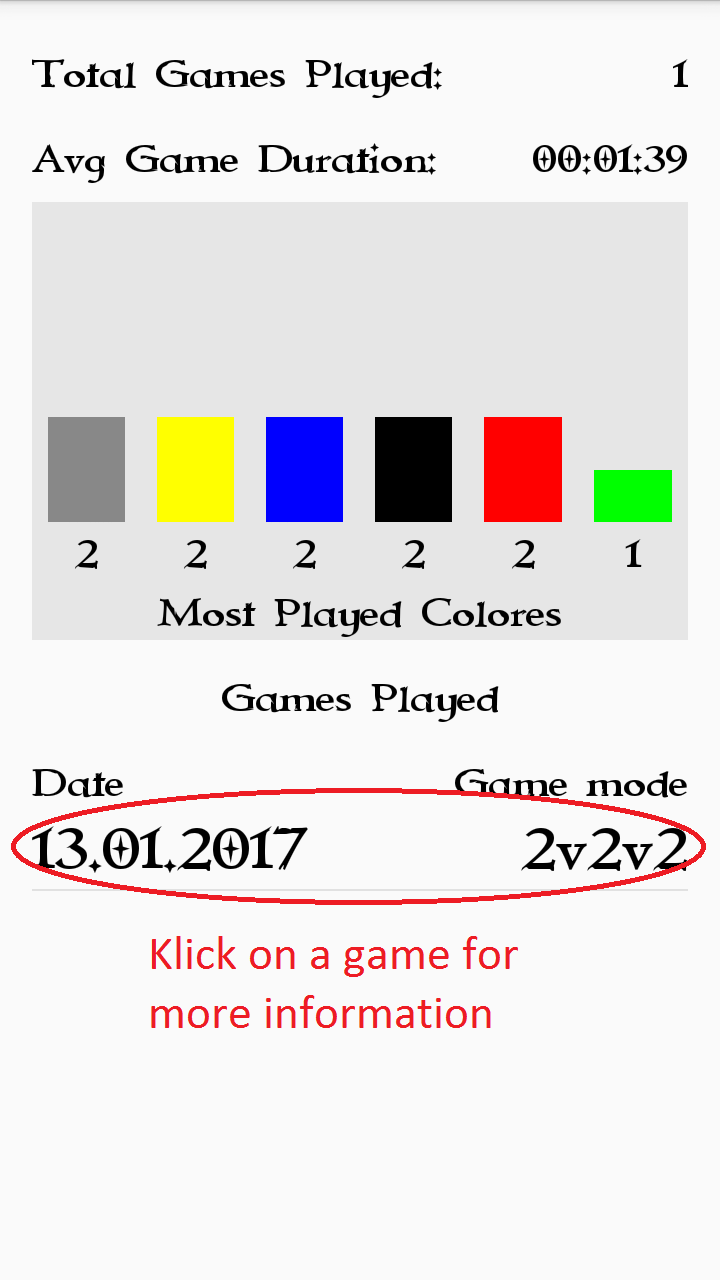 Total Games Played: 1
Avg Game Duration: 00:01:39
2 2 2 2 2 1
Most Played Colores
Games Played
Date Game mode
13.01.2017 2v2v2
Klick on a game for
more information